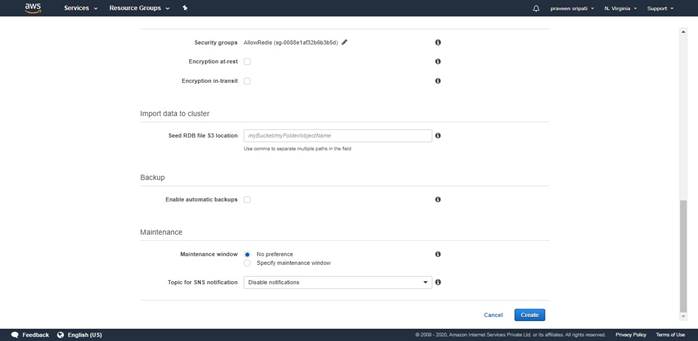 aws Services Resource Groups praveen sripati N. Virginia Support
Security groups AllowRedis (sg-0088e1af32b6b3b5d)
Encryption at-rest
Encryption in-transit
Import data to cluster
Seed RDB file S3 location myBucket/myFolder/objectName
Use comma to separate multiple paths in the field
Backup
Enable automatic backups
Maintenance
Maintenance window No preference
Specify maintenance window
Topic for SNS notification Disable notifications
Cancel Create
Feedback English (US) © 2008 - 2020, Amazon Internet Services Private Ltd. or its affiliates. All rights reserved. Privacy Policy Terms of Use